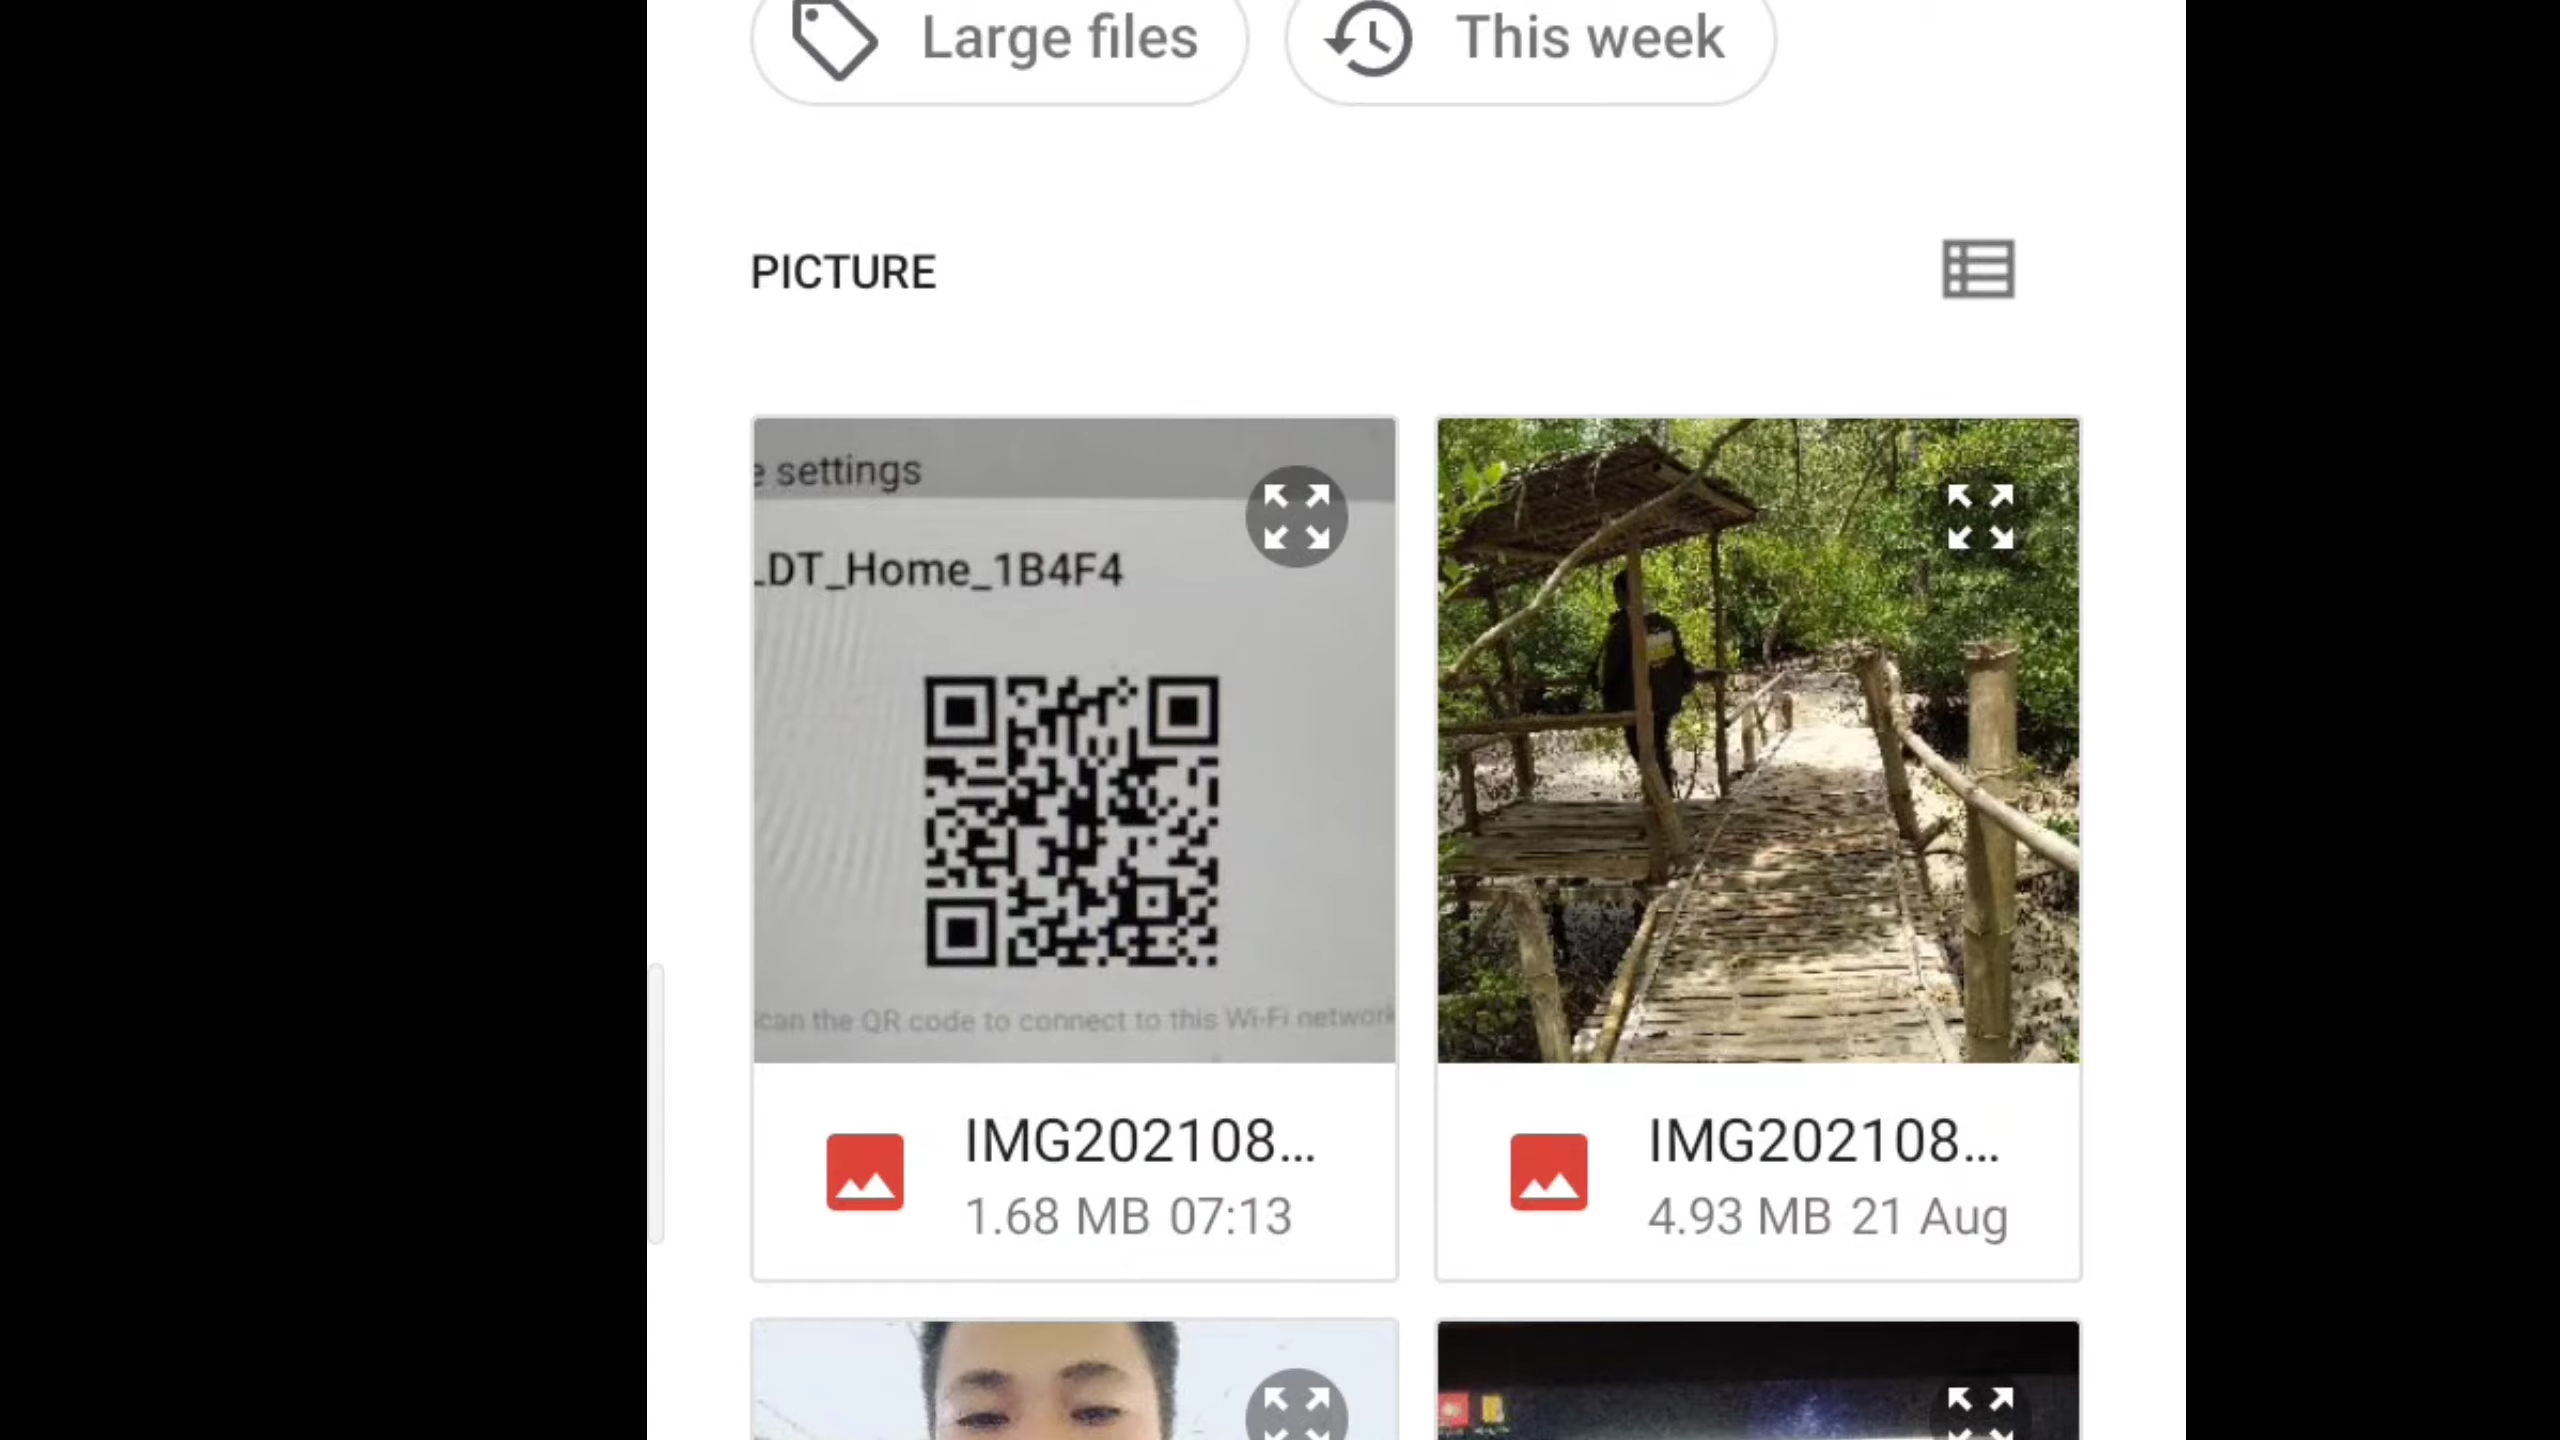 Large files
This week
PICTURE
e settings
LDT_Home_1B4F4
can the QR code to connect to this Wi-Fi network
IMG202108...
1.68 MB 07:13
IMG202108...
4.93 MB 21 Aug